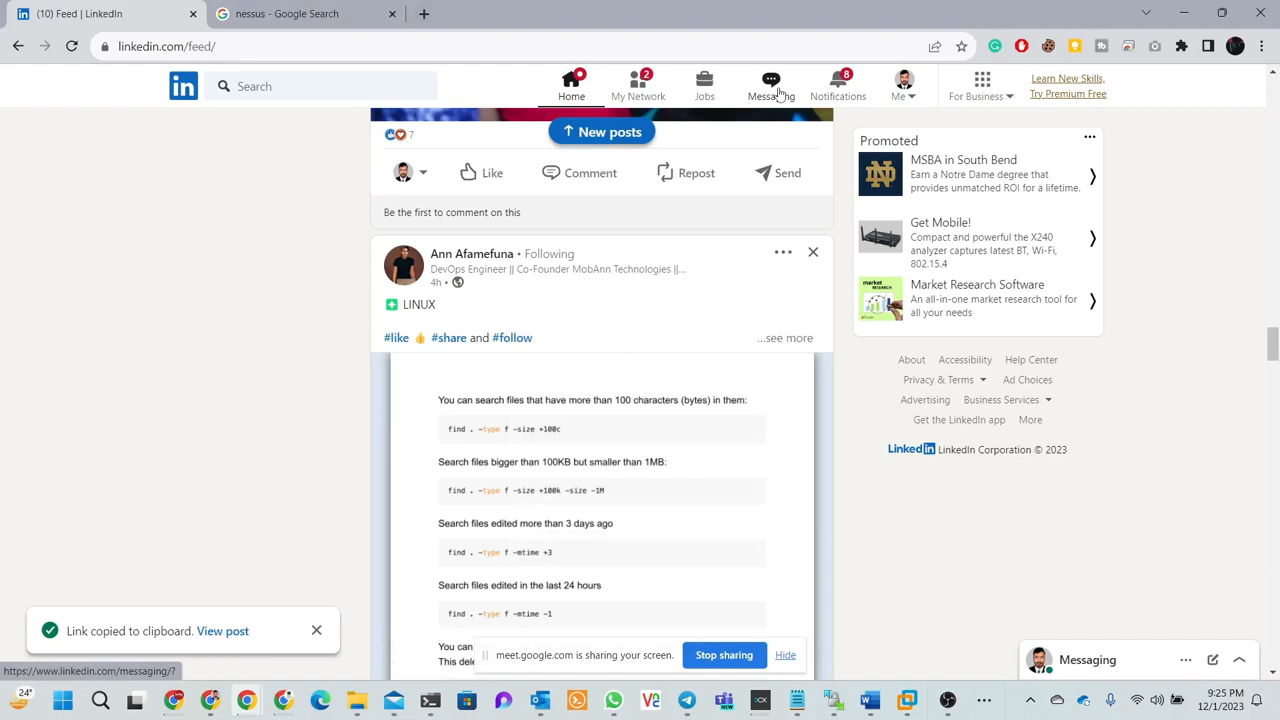 (10) Feed | LinkedIn
nessus - Google Search
linkedin.com/feed/
in
Search
Home
2
My Network
Jobs
Messaging
8
Notifications
Me
For Business
Learn New Skills,
Try Premium Free
7
New posts
Like
Comment
Repost
Send
Be the first to comment on this
Ann Afamefuna • Following
DevOps Engineer || Co-Founder MobAnn Technologies ||...
4h •
LINUX
#like 👍 #share and #follow
...see more
You can search files that have more than 100 characters (bytes) in them:
find . -type f -size +100c
Search files bigger than 100KB but smaller than 1MB:
find . -type f -size +100k -size -1M
Search files edited more than 3 days ago
find . -type f -mtime +3
Search files edited in the last 24 hours
find . -type f -mtime -1
You can
This dele
Promoted
MSBA in South Bend
Earn a Notre Dame degree that
provides unmatched ROI for a lifetime.
Get Mobile!
Compact and powerful the X240
analyzer captures latest BT, Wi-Fi,
802.15.4
Market Research Software
An all-in-one market research tool for
all your needs
About Accessibility Help Center
Privacy & Terms Ad Choices
Advertising Business Services
Get the LinkedIn app More
LinkedIn LinkedIn Corporation © 2023
Link copied to clipboard. View post
meet.google.com is sharing your screen. Stop sharing Hide
Messaging
https://www.linkedin.com/messaging/?
24°
9:25 PM
12/1/2023